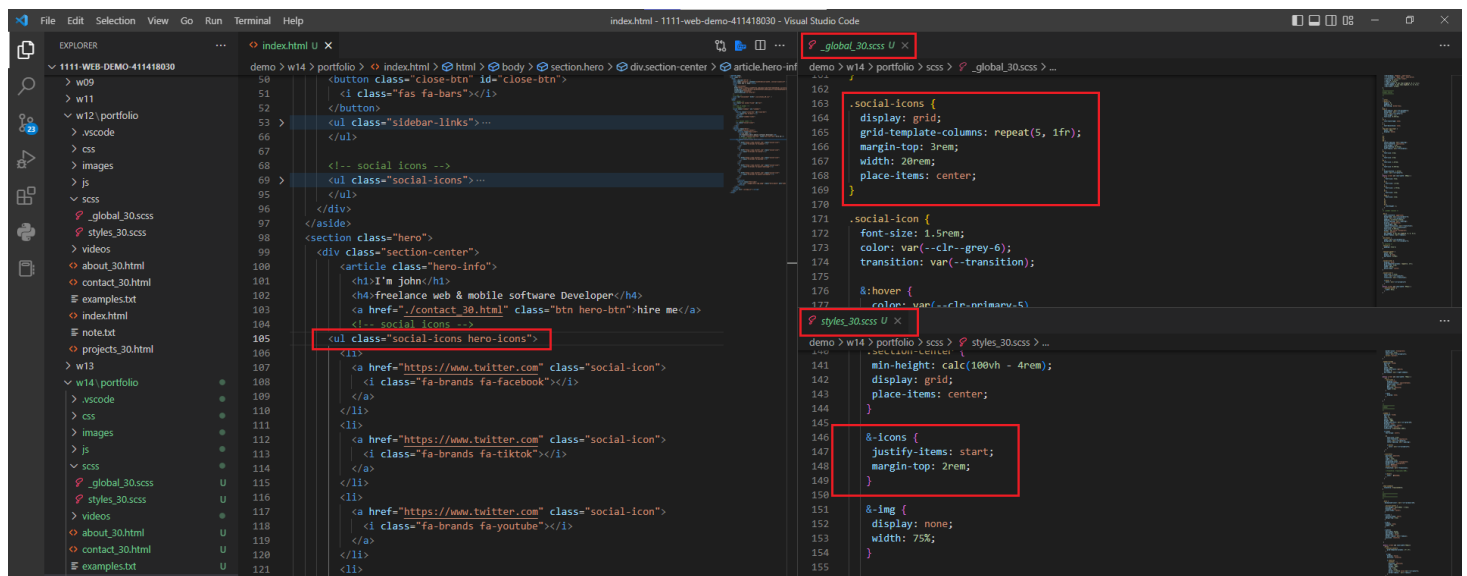 File Edit Selection View Go Run Terminal Help
index.html - 1111-web-demo-411418030 - Visual Studio Code
EXPLORER
1111-WEB-DEMO-411418030
w09
w11
w12\portfolio
.vscode
css
images
js
scss
_global_30.scss
styles_30.scss
videos
about_30.html
contact_30.html
examples.txt
index.html
note.txt
projects_30.html
w13
w14\portfolio
.vscode
css
images
js
scss
_global_30.scss U
styles_30.scss U
videos
about_30.html U
contact_30.html U
examples.txt U
23
index.html U
demo > w14 > portfolio > index.html > html > body > section.hero > div.section-center > article.hero-inf
50 <button class="close-btn" id="close-btn">
51 <i class="fas fa-bars"></i>
52 </button>
53 <ul class="sidebar-links">…
66 </ul>
67
68 <!-- social icons -->
69 <ul class="social-icons">…
95 </ul>
96 </div>
97 </aside>
98 <section class="hero">
99 <div class="section-center">
100 <article class="hero-info">
101 <h1>I'm john</h1>
102 <h4>freelance web & mobile software Developer</h4>
103 <a href="./contact_30.html" class="btn hero-btn">hire me</a>
104 <!-- social icons -->
105 <ul class="social-icons hero-icons">
106 <li>
107 <a href="https://www.twitter.com" class="social-icon">
108 <i class="fa-brands fa-facebook"></i>
109 </a>
110 </li>
111 <li>
112 <a href="https://www.twitter.com" class="social-icon">
113 <i class="fa-brands fa-tiktok"></i>
114 </a>
115 </li>
116 <li>
117 <a href="https://www.twitter.com" class="social-icon">
118 <i class="fa-brands fa-youtube"></i>
119 </a>
120 </li>
121 <li>
_global_30.scss U
demo > w14 > portfolio > scss > _global_30.scss > ...
161 }
162
163 .social-icons {
164 display: grid;
165 grid-template-columns: repeat(5, 1fr);
166 margin-top: 3rem;
167 width: 20rem;
168 place-items: center;
169 }
170
171 .social-icon {
172 font-size: 1.5rem;
173 color: var(--clr--grey-6);
174 transition: var(--transition);
175
176 &:hover {
177 color: var(--clr-primary-5)
styles_30.scss U
demo > w14 > portfolio > scss > styles_30.scss > ...
140 .section-center {
141 min-height: calc(100vh - 4rem);
142 display: grid;
143 place-items: center;
144 }
145
146 &-icons {
147 justify-items: start;
148 margin-top: 2rem;
149 }
150
151 &-img {
152 display: none;
153 width: 75%;
154 }
155